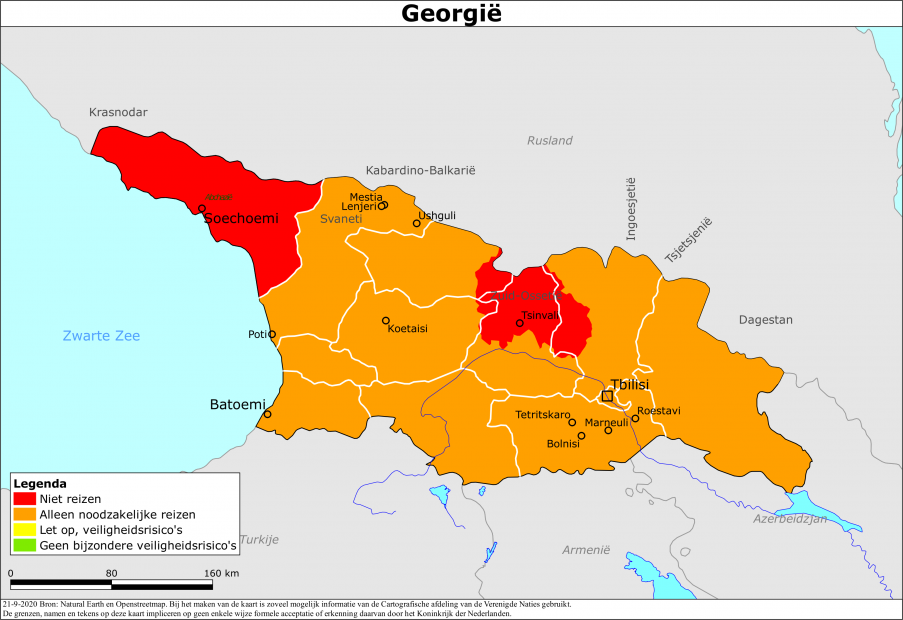 Georgië
Krasnodar
Rusland
Kabardino-Balkarië
Ingoesjetië
Tsjetsjenië
Mestia
Lenjeri
Svaneti
Ushguli
Soechoemi
Dagestan
Tsinval
Zwarte Zee
Poti
Koetaisi
Tbilisi
Batoemi
Tetritskaro
Roestavi
Marneuli
Bolnisi
Legenda
Niet reizen
Alleen noodzakelijke reizen
Let op, veiligheidsrisico's
Geen bijzondere veiligheidsrisico's
Turkije
Armenië
Azerbeidzjan
0 80 160 km
21-9-2020 Bron: Natural Earth en Openstreetmap. Bij het maken van de kaart is zoveel mogelijk informatie van de Cartografische afdeling van de Verenigde Naties gebruikt.
De grenzen, namen en tekens op deze kaart impliceren op geen enkele wijze formele acceptatie of erkenning daarvan door het Koninkrijk der Nederlanden.